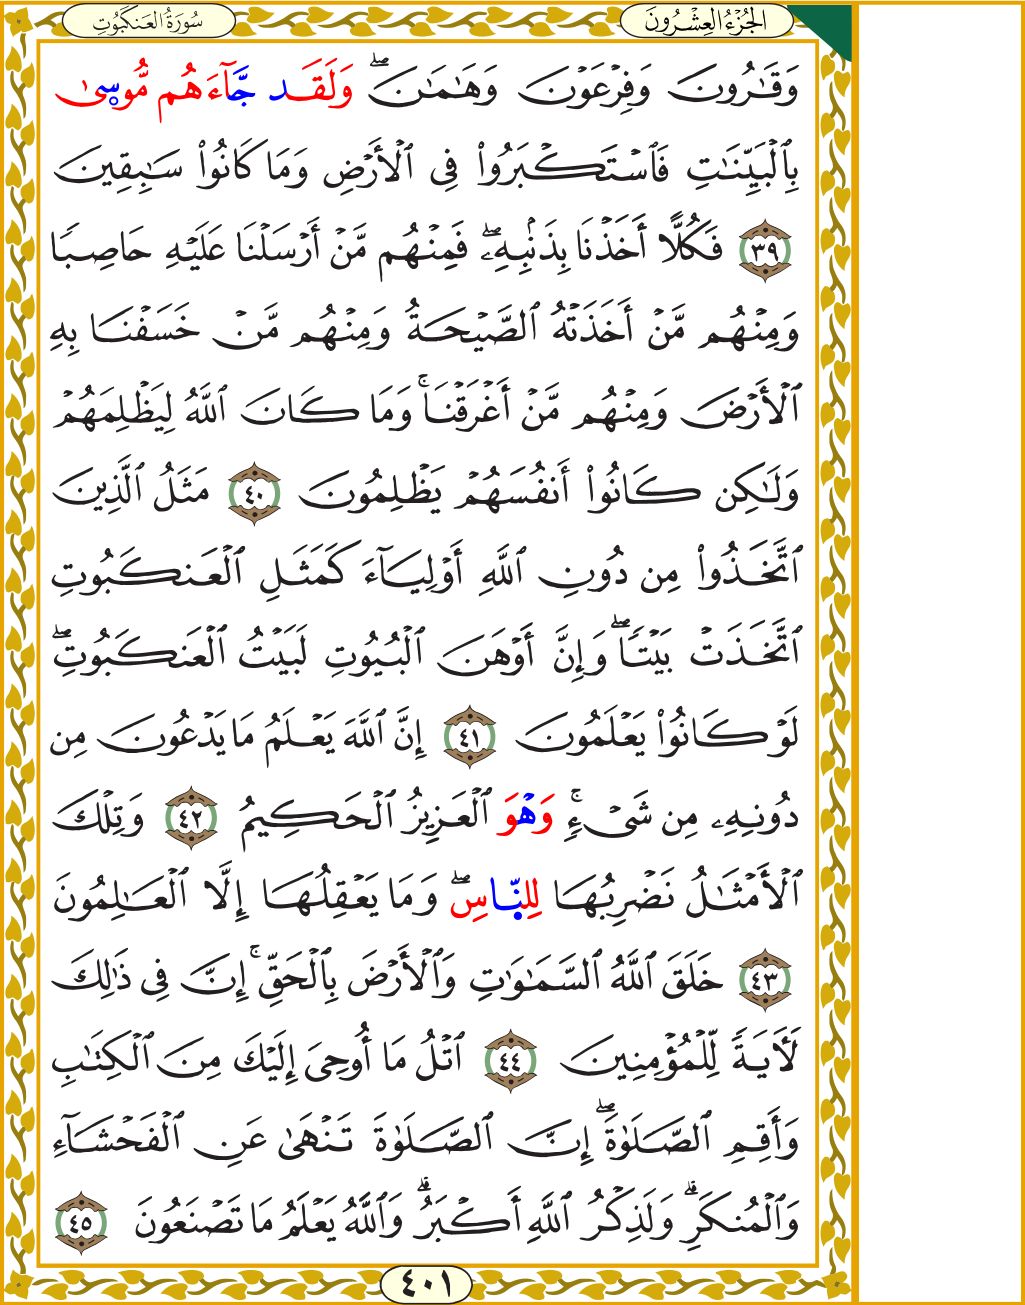 الجُزْءُ العِشْرُونَ
سُورَةُ العَنكَبُوتِ
وَقَٰرُونَ وَفِرْعَوْنَ وَهَٰمَٰنَۖ وَلَقَد جَّآءَهُم مُّوسِىٰ
بِٱلْبَيِّنَٰتِ فَٱسْتَكْبَرُوا۟ فِى ٱلْأَرْضِ وَمَا كَانُوا۟ سَٰبِقِينَ
٣٩ فَكُلًّا أَخَذْنَا بِذَنۢبِهِۦۖ فَمِنْهُم مَّنْ أَرْسَلْنَا عَلَيْهِ حَاصِبًا
وَمِنْهُم مَّنْ أَخَذَتْهُ ٱلصَّيْحَةُ وَمِنْهُم مَّنْ خَسَفْنَا بِهِ
ٱلْأَرْضَ وَمِنْهُم مَّنْ أَغْرَقْنَاۚ وَمَا كَانَ ٱللَّهُ لِيَظْلِمَهُمْ
وَلَٰكِن كَانُوٓا۟ أَنفُسَهُمْ يَظْلِمُونَ ٤٠ مَثَلُ ٱلَّذِينَ
ٱتَّخَذُوا۟ مِن دُونِ ٱللَّهِ أَوْلِيَآءَ كَمَثَلِ ٱلْعَنكَبُوتِ
ٱتَّخَذَتْ بَيْتًاۖ وَإِنَّ أَوْهَنَ ٱلْبُيُوتِ لَبَيْتُ ٱلْعَنكَبُوتِۖ
لَوْ كَانُوا۟ يَعْلَمُونَ ٤١ إِنَّ ٱللَّهَ يَعْلَمُ مَا يَدْعُونَ مِن
دُونِهِۦ مِن شَىْءٍۚ وَهْوَ ٱلْعَزِيزُ ٱلْحَكِيمُ ٤٢ وَتِلْكَ
ٱلْأَمْثَٰلُ نَضْرِبُهَا لِلنَّاسِۖ وَمَا يَعْقِلُهَآ إِلَّا ٱلْعَٰلِمُونَ
٤٣ خَلَقَ ٱللَّهُ ٱلسَّمَٰوَٰتِ وَٱلْأَرْضَ بِٱلْحَقِّۚ إِنَّ فِى ذَٰلِكَ
لَءَايَةً لِّلْمُؤْمِنِينَ ٤٤ ٱتْلُ مَآ أُوحِىَ إِلَيْكَ مِنَ ٱلْكِتَٰبِ
وَأَقِمِ ٱلصَّلَوٰةَۖ إِنَّ ٱلصَّلَوٰةَ تَنْهَىٰ عَنِ ٱلْفَحْشَآءِ
وَٱلْمُنكَرِۗ وَلَذِكْرُ ٱللَّهِ أَكْبَرُۗ وَٱللَّهُ يَعْلَمُ مَا تَصْنَعُونَ ٤٥
٤٠١